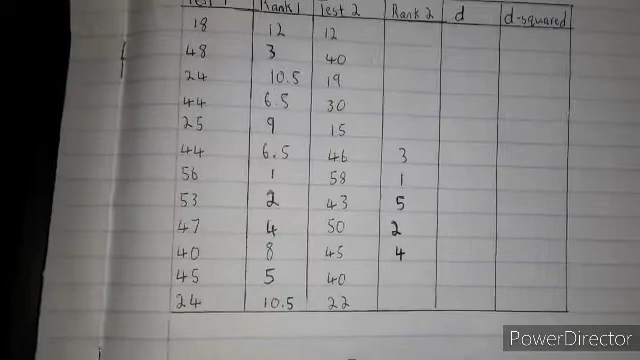 Test 1 Rank 1 Test 2 Rank 2 d d-squared
18 12 12
48 3 40
24 10.5 19
44 6.5 30
25 9 15
44 6.5 46 3
56 1 58 1
53 2 43 5
47 4 50 2
40 8 45 4
45 5 40
24 10.5 22
PowerDirector